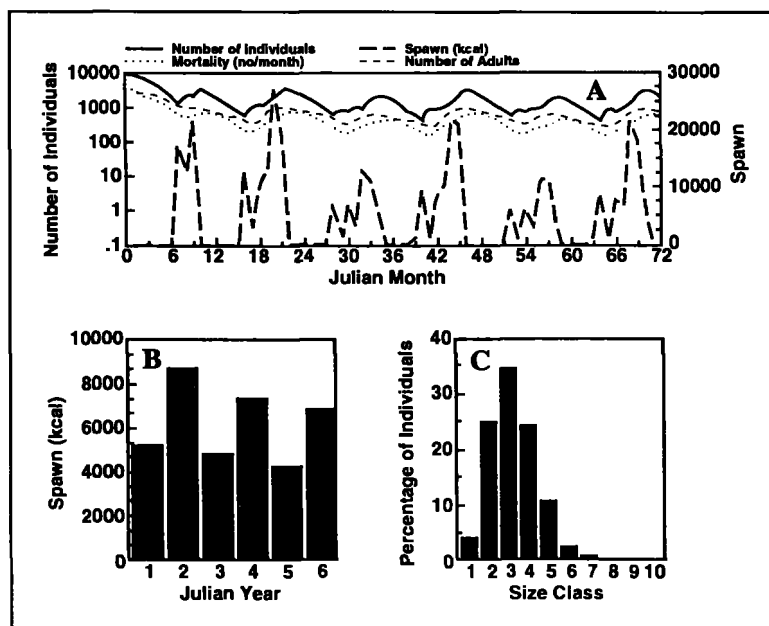 Number of individuals
Spawn (kcal)
Mortality (no/month)
Number of Adults
A
Number of Individuals
10000
1000
100
10
1
.1
30000
20000
10000
0
Spawn
0 6 12 18 24 30 36 42 48 54 60 66 72
Julian Month
B
Spawn (kcal)
10000
8000
6000
4000
2000
0
1 2 3 4 5 6
Julian Year
C
Percentage of Individuals
40
30
20
10
0
1 2 3 4 5 6 7 8 9 10
Size Class